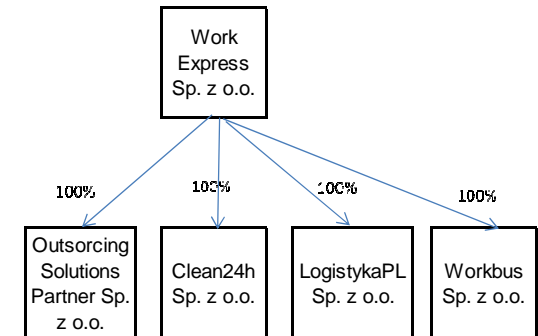 Work
Express
Sp. z o.o.
100%
100%
100%
100%
Outsorcing
Solutions
Partner Sp.
z o.o.
Clean24h
Sp. z o.o.
LogistykaPL
Sp. z o.o.
Workbus
Sp. z o.o.